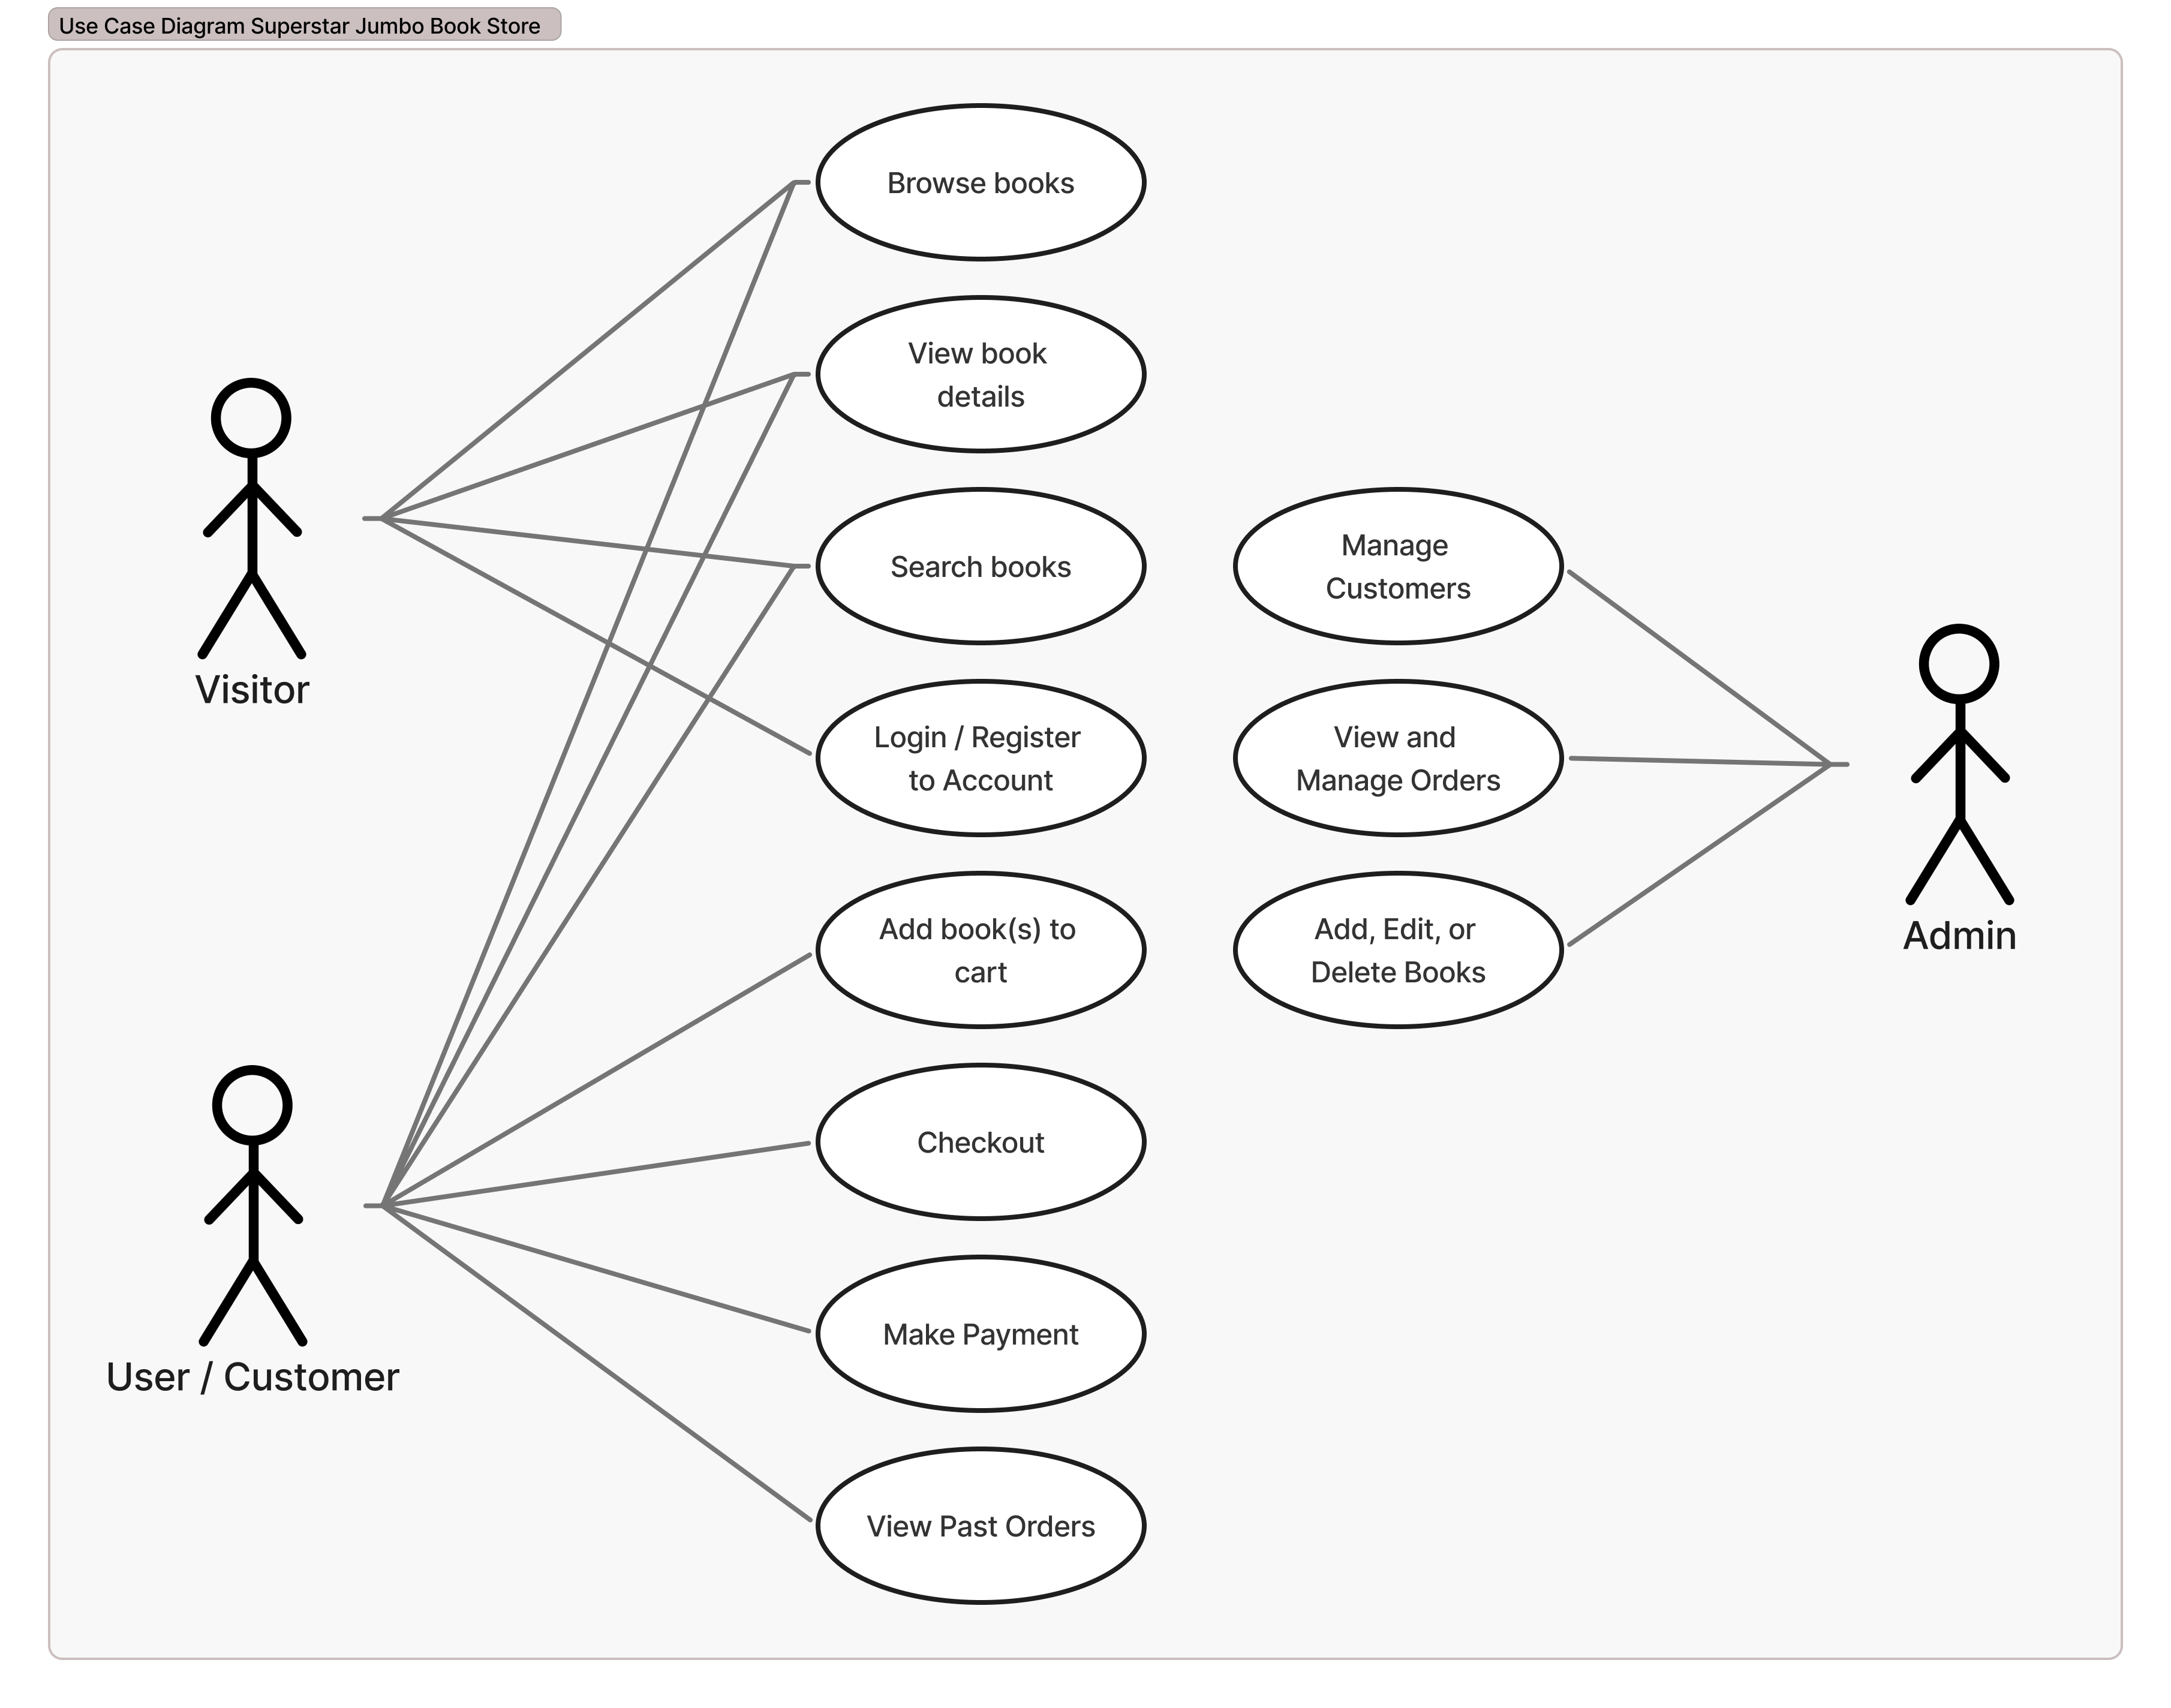 Use Case Diagram Superstar Jumbo Book Store
Browse books
View book
details
Search books
Manage
Customers
Visitor
Login / Register
to Account
View and
Manage Orders
Add book(s) to
cart
Add, Edit, or
Delete Books
Admin
Checkout
Make Payment
User / Customer
View Past Orders